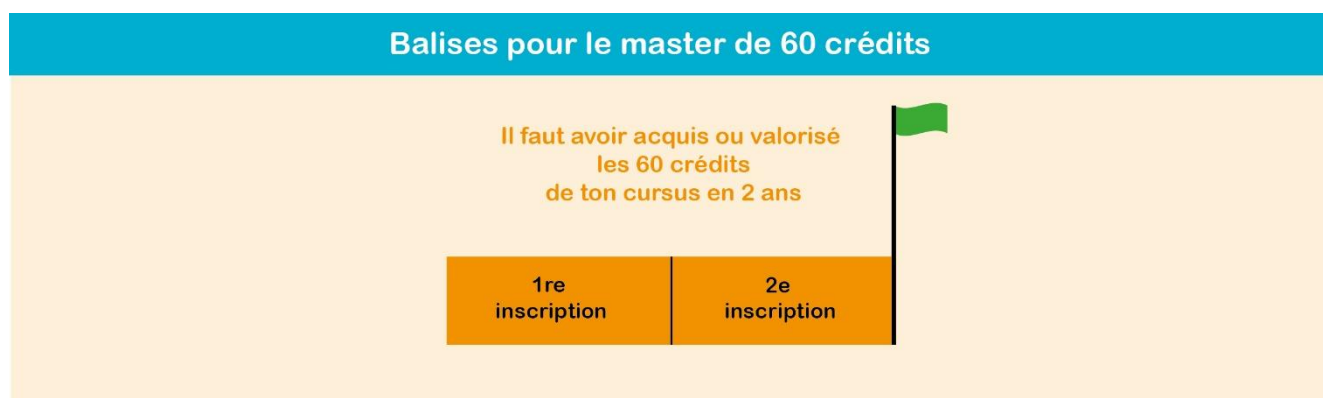 Balises pour le master de 60 crédits
Il faut avoir acquis ou valorisé
les 60 crédits
de ton cursus en 2 ans
1re
inscription
2e
inscription